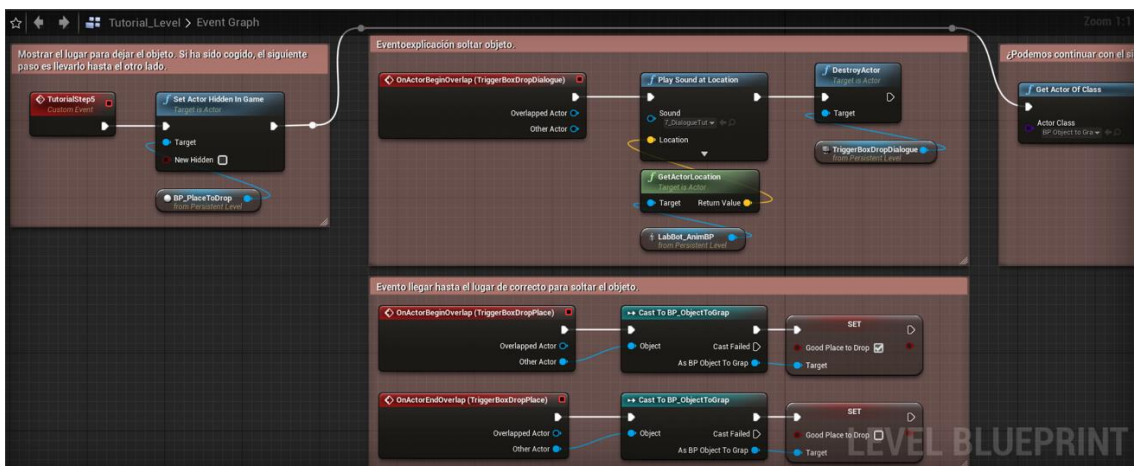 Tutorial_Level > Event Graph
Zoom 1:1
Mostrar el lugar para dejar el objeto. Si ha sido cogido, el siguiente
paso es llevarlo hasta el otro lado.
TutorialStep5
Custom Event
Set Actor Hidden In Game
Target is Actor
Target
New Hidden
BP_PlaceToDrop
from Persistent Level
Eventoexplicación soltar objeto.
OnActorBeginOverlap (TriggerBoxDropDialogue)
Overlapped Actor
Other Actor
Play Sound at Location
Sound
7_DialogueTut
Location
DestroyActor
Target is Actor
Target
TriggerBoxDropDialogue
from Persistent Level
GetActorLocation
Target is Actor
Target Return Value
LabBot_AnimBP
from Persistent Level
¿Podemos continuar con el si
Get Actor Of Class
Actor Class
BP Object to Gra
Evento llegar hasta el lugar de correcto para soltar el objeto.
OnActorBeginOverlap (TriggerBoxDropPlace)
Overlapped Actor
Other Actor
Cast To BP_ObjectToGrap
Object Cast Failed
As BP Object To Grap
SET
Good Place to Drop
Target
OnActorEndOverlap (TriggerBoxDropPlace)
Overlapped Actor
Other Actor
Cast To BP_ObjectToGrap
Object Cast Failed
As BP Object To Grap
SET
Good Place to Drop
Target
LEVEL BLUEPRINT